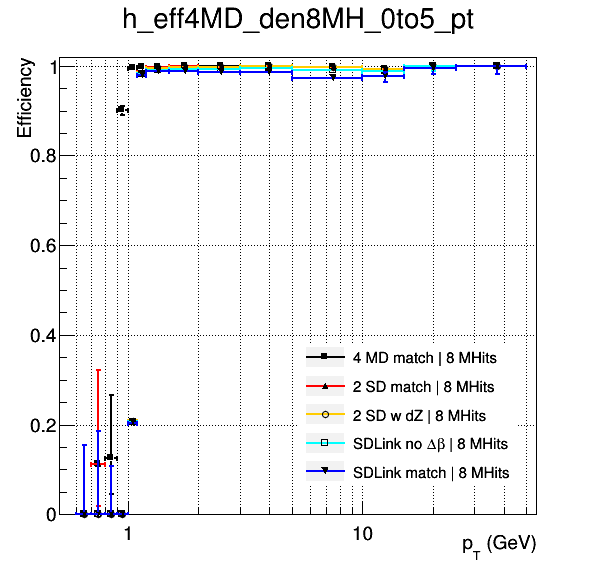 h_eff4MD_den8MH_0to5_pt
Efficiency
1
0.8
0.6
0.4
0.2
0
4 MD match | 8 MHits
2 SD match | 8 MHits
2 SD w dZ | 8 MHits
SDLink no Δβ | 8 MHits
SDLink match | 8 MHits
1
10
p_T (GeV)